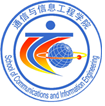 通信与信息工程学院
School of Communications and Information Engineering